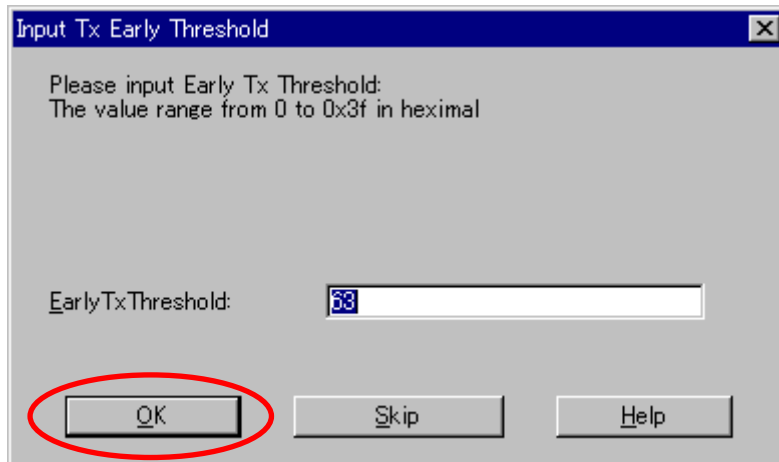 Input Tx Early Threshold
Please input Early Tx Threshold:
The value range from 0 to 0x3f in heximal
EarlyTxThreshold: 63
OK Skip Help